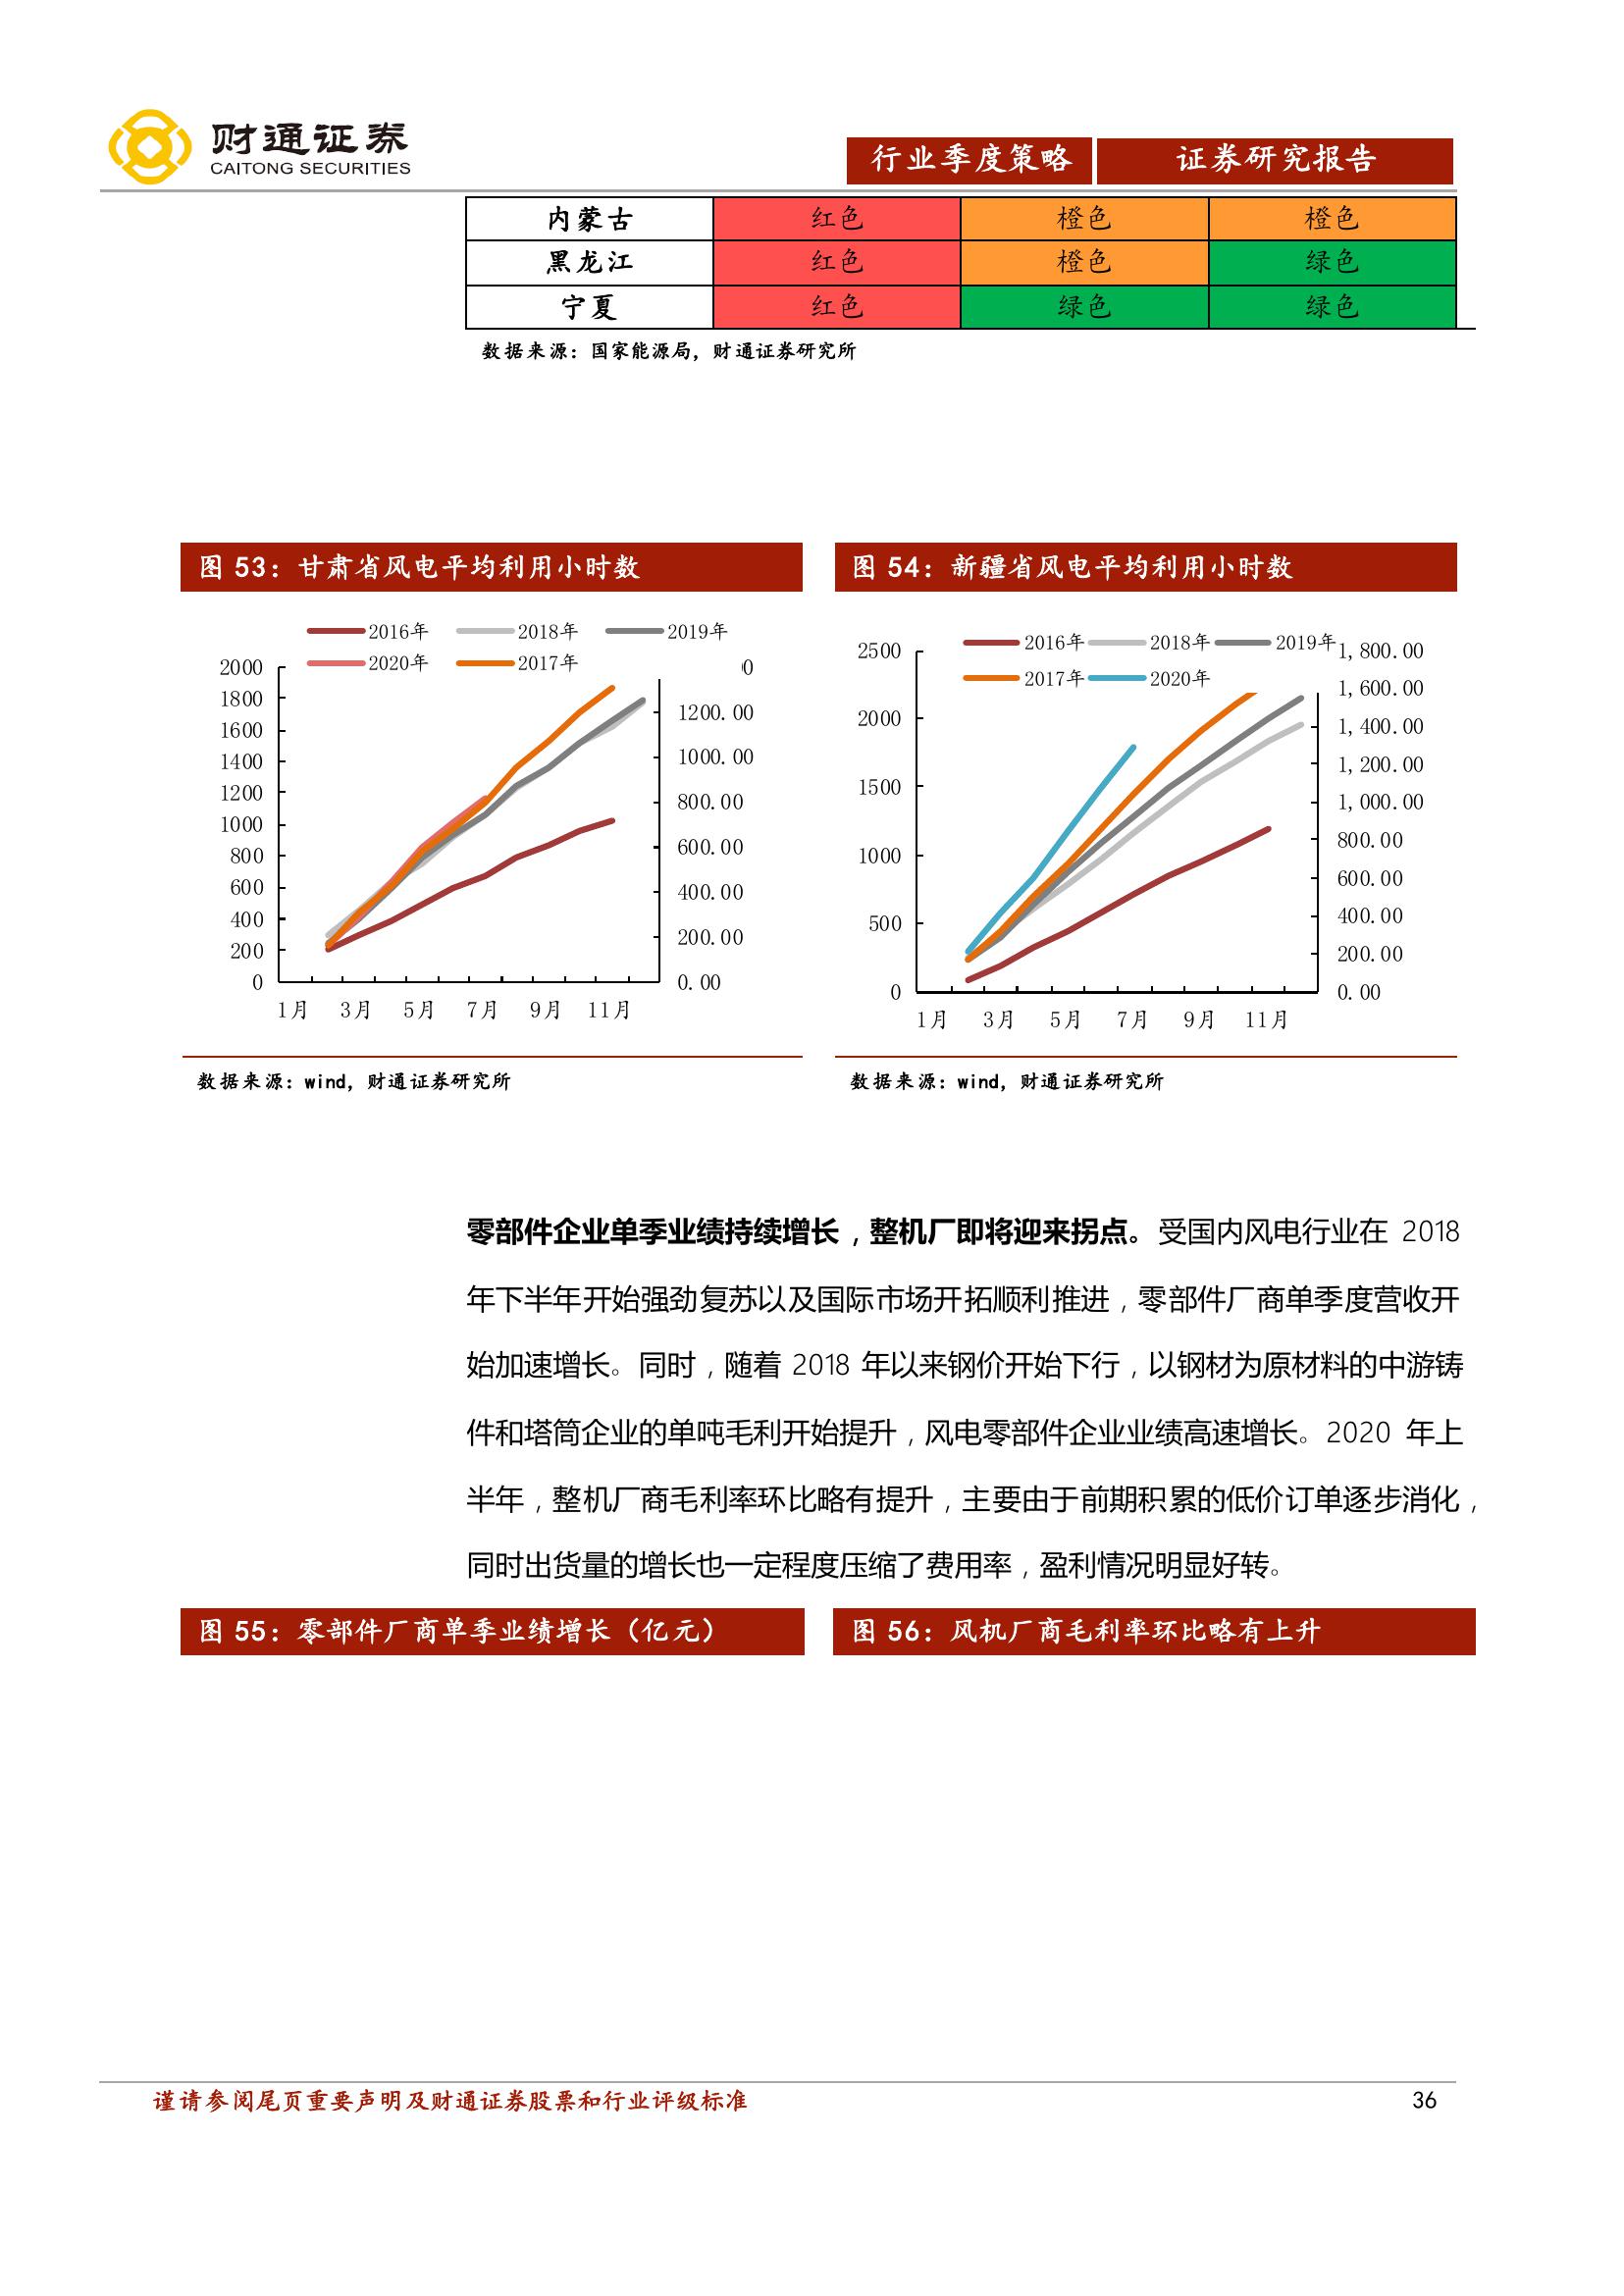 财通证券
CAITONG SECURITIES
行业季度策略 证券研究报告
内蒙古 红色 橙色 橙色
黑龙江 红色 橙色 绿色
宁夏 红色 绿色 绿色
数据来源：国家能源局，财通证券研究所
图 53：甘肃省风电平均利用小时数
2016年 2018年 2019年
2020年 2017年
2000
1800
1600
1400
1200
1000
800
600
400
200
0
0
1200.00
1000.00
800.00
600.00
400.00
200.00
0.00
1月 3月 5月 7月 9月 11月
数据来源：wind，财通证券研究所
图 54：新疆省风电平均利用小时数
2016年 2018年 2019年
2017年 2020年
2500
2000
1500
1000
500
0
1,800.00
1,600.00
1,400.00
1,200.00
1,000.00
800.00
600.00
400.00
200.00
0.00
1月 3月 5月 7月 9月 11月
数据来源：wind，财通证券研究所
零部件企业单季业绩持续增长，整机厂即将迎来拐点。受国内风电行业在 2018
年下半年开始强劲复苏以及国际市场开拓顺利推进，零部件厂商单季度营收开
始加速增长。同时，随着 2018 年以来钢价开始下行，以钢材为原材料的中游铸
件和塔筒企业的单吨毛利开始提升，风电零部件企业业绩高速增长。2020 年上
半年，整机厂商毛利率环比略有提升，主要由于前期积累的低价订单逐步消化，
同时出货量的增长也一定程度压缩了费用率，盈利情况明显好转。
图 55：零部件厂商单季业绩增长（亿元）
图 56：风机厂商毛利率环比略有上升
谨请参阅尾页重要声明及财通证券股票和行业评级标准 36